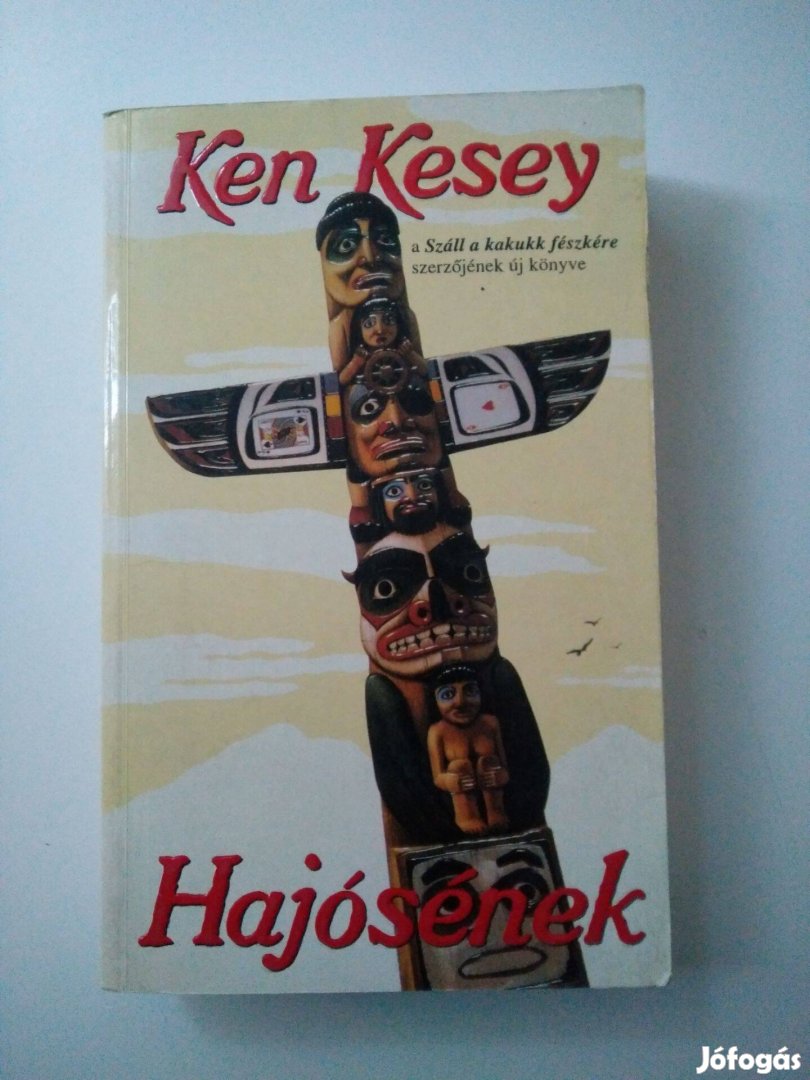 Ken Kesey
a Száll a kakukk fészkére
szerzőjének új könyve
Hajósének
Jófogás